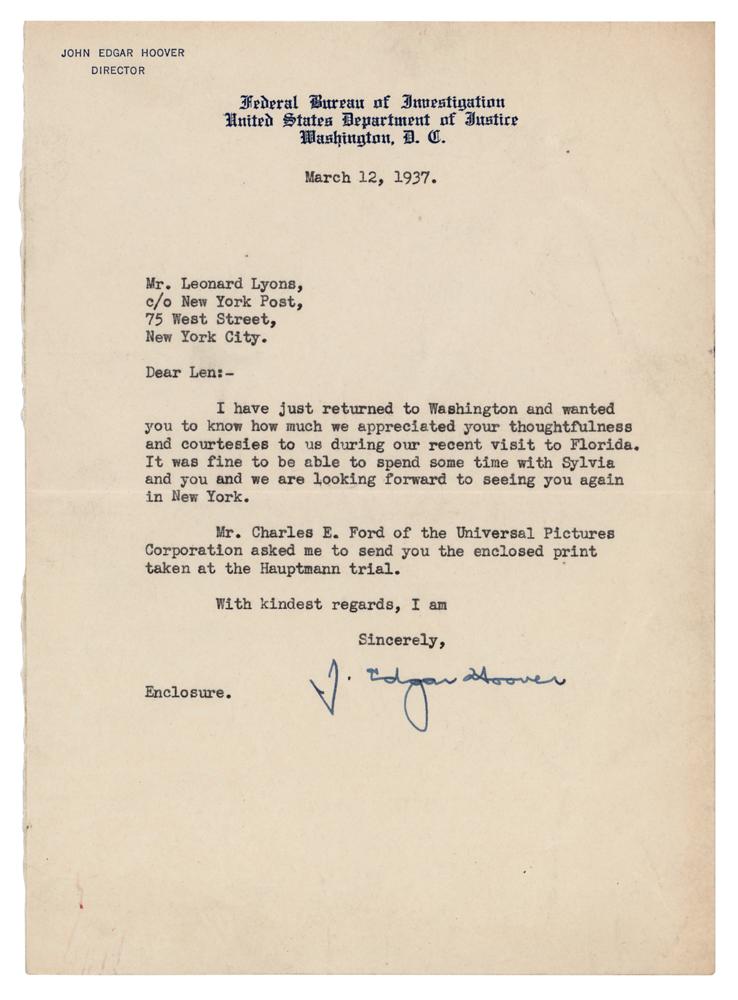 JOHN EDGAR HOOVER
DIRECTOR
Federal Bureau of Investigation
United States Department of Justice
Washington, D. C.
March 12, 1937.
Mr. Leonard Lyons,
c/o New York Post,
75 West Street,
New York City.
Dear Len:-
I have just returned to Washington and wanted
you to know how much we appreciated your thoughtfulness
and courtesies to us during our recent visit to Florida.
It was fine to be able to spend some time with Sylvia
and you and we are looking forward to seeing you again
in New York.
Mr. Charles E. Ford of the Universal Pictures
Corporation asked me to send you the enclosed print
taken at the Hauptmann trial.
With kindest regards, I am
Sincerely,
J. Edgar Hoover
Enclosure.